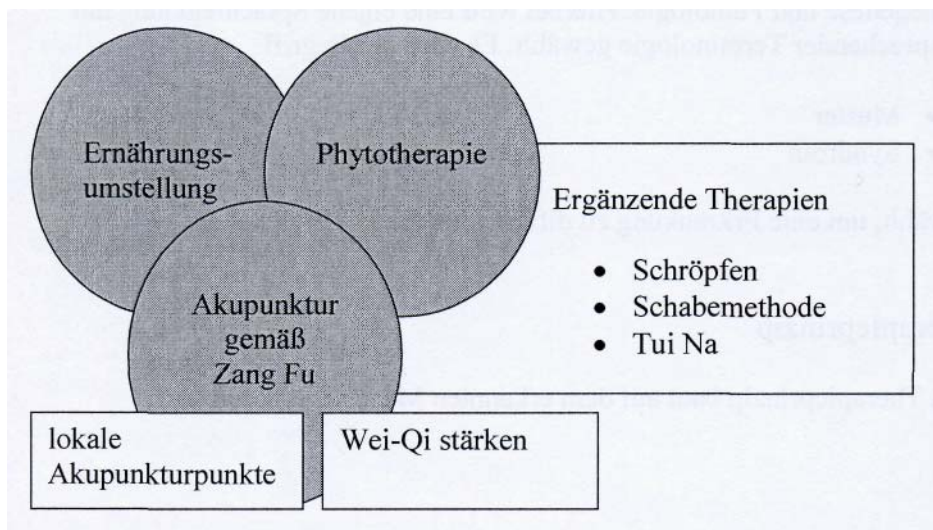 Ernährungs-
umstellung
Phytotherapie
Ergänzende Therapien
• Schröpfen
• Schabemethode
• Tui Na
Akupunktur
gemäß
Zang Fu
lokale
Akupunkturpunkte
Wei-Qi stärken